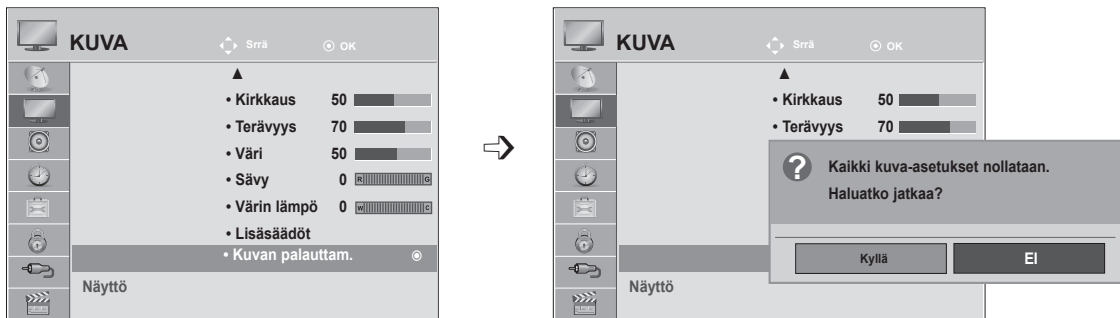 KUVA Srrä OK
▲
• Kirkkaus 50
• Terävyys 70
• Väri 50
• Sävy 0 R G
• Värin lämpö 0 W C
• Lisäsäädöt
• Kuvan palauttam.
Näyttö
KUVA Srrä OK
▲
• Kirkkaus 50
• Terävyys 70
? Kaikki kuva-asetukset nollataan.
Haluatko jatkaa?
Kyllä EI
Näyttö